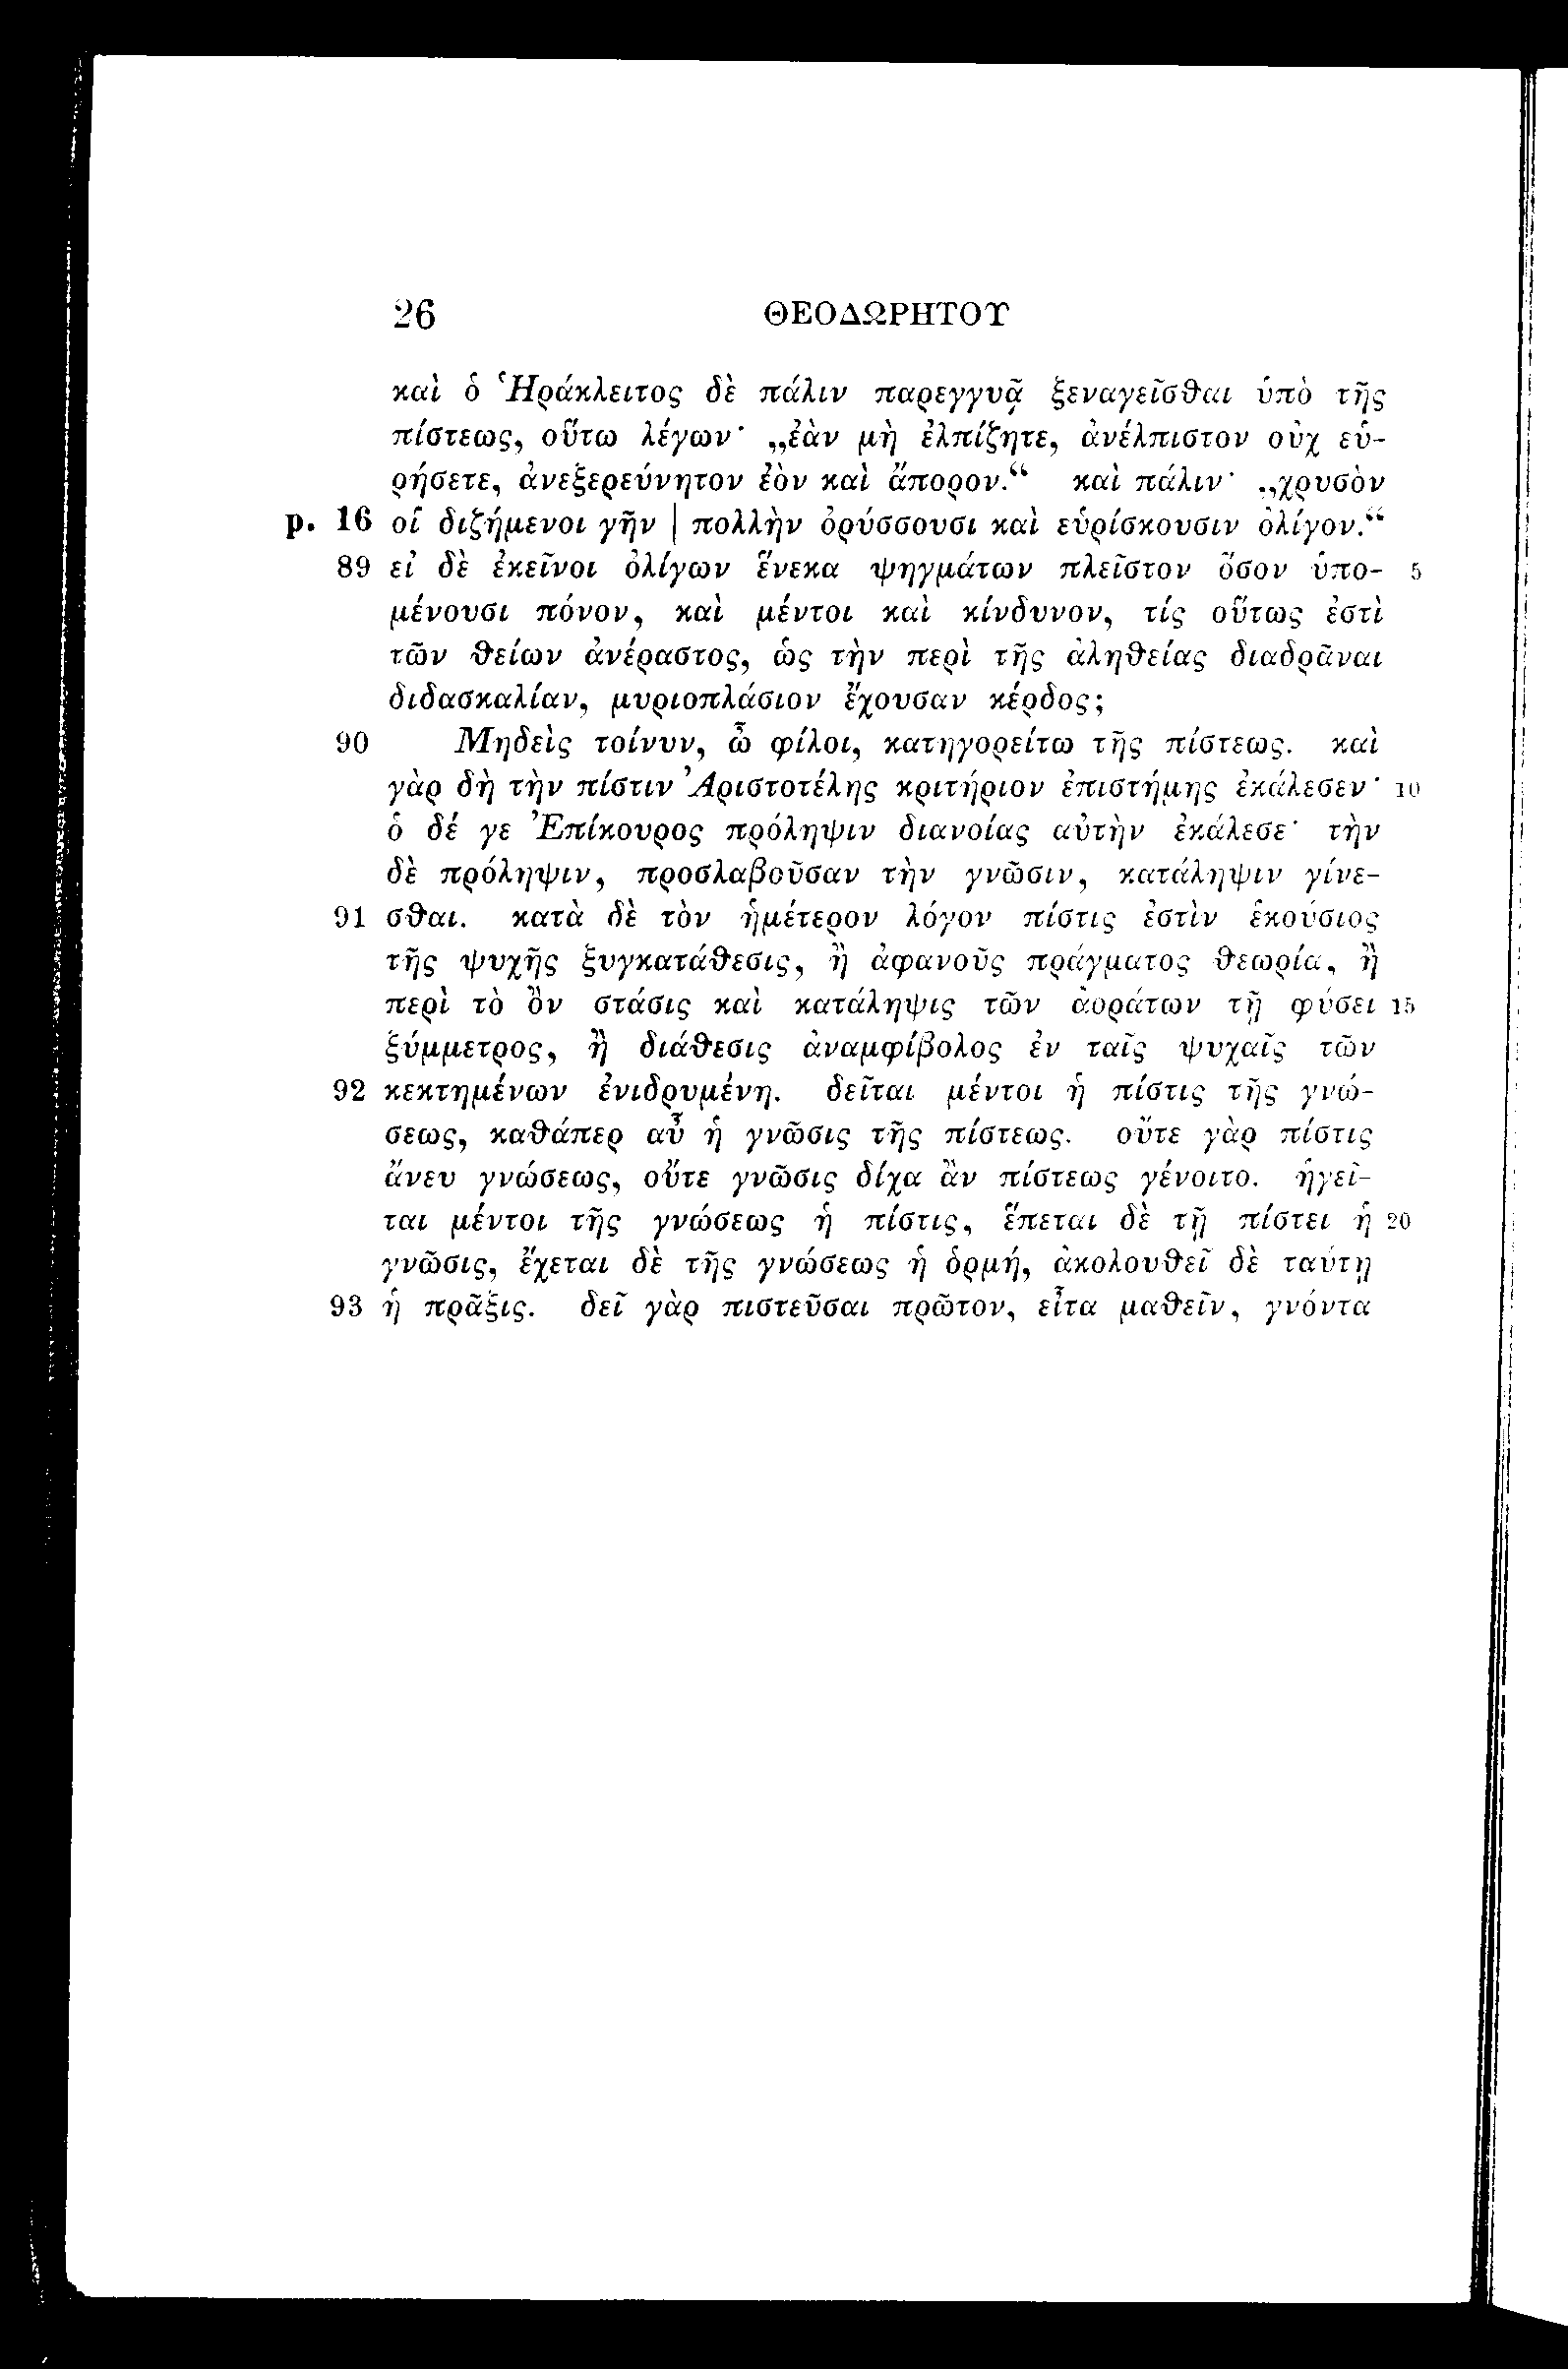 26 ΘΕΟΔΩΡΗΤΟΥ
καὶ ὁ Ἡράκλειτος δὲ πάλιν παρεγγυᾷ ξεναγεῖσθαι ὑπὸ τῆς
πίστεως, οὕτω λέγων· „ἐὰν μὴ ἐλπίζητε, ἀνέλπιστον οὐχ εὑ-
ρήσετε, ἀνεξερεύνητον ἐὸν καὶ ἄπορον.“ καὶ πάλιν· „χρυσὸν
p. 16 οἱ διζήμενοι γῆν | πολλὴν ὀρύσσουσι καὶ εὑρίσκουσιν ὀλίγον.“
89 εἰ δὲ ἐκεῖνοι ὀλίγων ἕνεκα ψηγμάτων πλεῖστον ὅσον ὑπο- 5
μένουσι πόνον, καὶ μέντοι καὶ κίνδυνον, τίς οὕτως ἐστὶ
τῶν θείων ἀνέραστος, ὡς τὴν περὶ τῆς ἀληθείας διαδρᾶναι
διδασκαλίαν, μυριοπλάσιον ἔχουσαν κέρδος;
90 Μηδεὶς τοίνυν, ὦ φίλοι, κατηγορείτω τῆς πίστεως. καὶ
γὰρ δὴ τὴν πίστιν Ἀριστοτέλης κριτήριον ἐπιστήμης ἐκάλεσεν· 10
ὁ δέ γε Ἐπίκουρος πρόληψιν διανοίας αὐτὴν ἐκάλεσε· τὴν
δὲ πρόληψιν, προσλαβοῦσαν τὴν γνῶσιν, κατάληψιν γίνε-
91 σθαι. κατὰ δὲ τὸν ἡμέτερον λόγον πίστις ἐστὶν ἑκούσιος
τῆς ψυχῆς ξυγκατάθεσις, ἢ ἀφανοῦς πράγματος θεωρία, ἢ
περὶ τὸ ὂν στάσις καὶ κατάληψις τῶν ἀοράτων τῇ φύσει 15
ξύμμετρος, ἢ διάθεσις ἀναμφίβολος ἐν ταῖς ψυχαῖς τῶν
92 κεκτημένων ἐνιδρυμένη. δεῖται μέντοι ἡ πίστις τῆς γνώ-
σεως, καθάπερ αὖ ἡ γνῶσις τῆς πίστεως. οὔτε γὰρ πίστις
ἄνευ γνώσεως, οὔτε γνῶσις δίχα ἂν πίστεως γένοιτο. ἡγεῖ-
ται μέντοι τῆς γνώσεως ἡ πίστις, ἕπεται δὲ τῇ πίστει ἡ 20
γνῶσις, ἔχεται δὲ τῆς γνώσεως ἡ ὁρμή, ἀκολουθεῖ δὲ ταύτῃ
93 ἡ πρᾶξις. δεῖ γὰρ πιστεῦσαι πρῶτον, εἶτα μαθεῖν, γνόντα